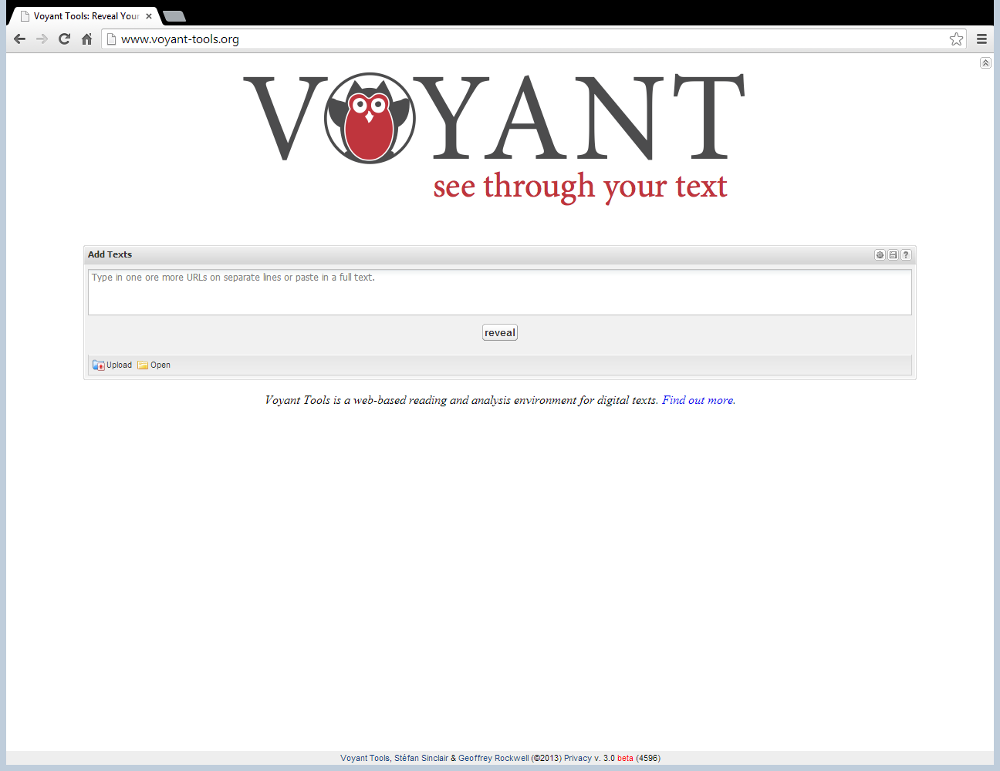 Voyant Tools: Reveal Your
www.voyant-tools.org
VOYANT
see through your text
Add Texts
Type in one ore more URLs on separate lines or paste in a full text.
reveal
Upload Open
Voyant Tools is a web-based reading and analysis environment for digital texts. Find out more.
Voyant Tools, Stéfan Sinclair & Geoffrey Rockwell (©2013) Privacy v. 3.0 beta (4596)